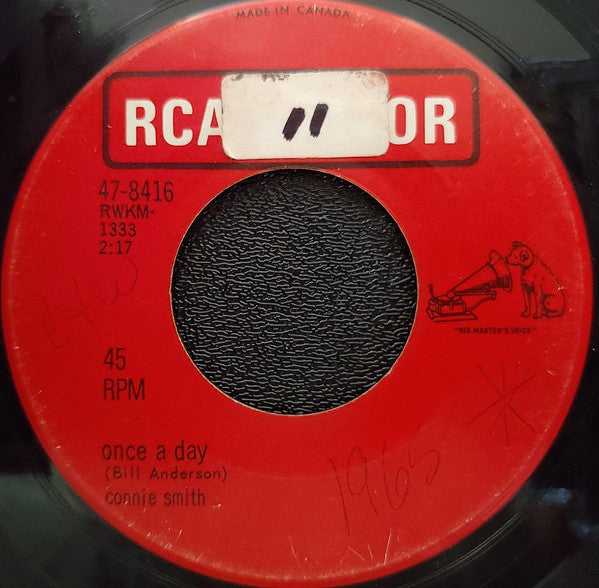 MADE IN CANADA
RCA OR
11
47-8416
RWKM-
1333
2:17
"HIS MASTER'S VOICE"
45
RPM
once a day
(Bill Anderson)
connie smith
1965